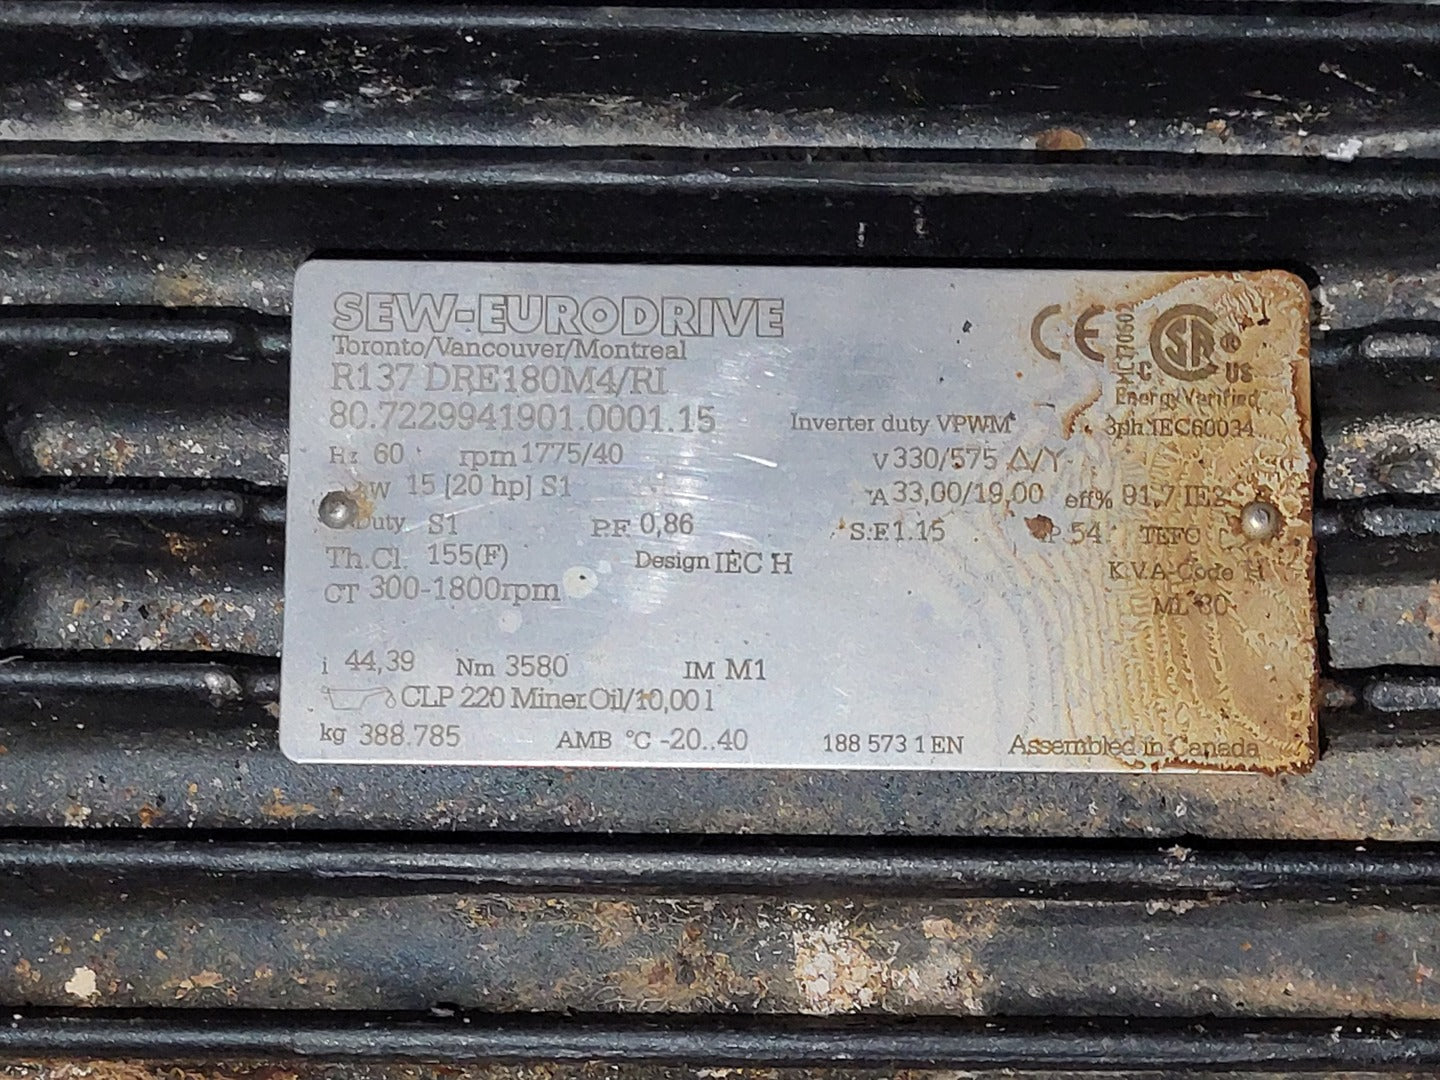 SEW-EURODRIVE
Toronto/Vancouver/Montreal
R137 DRE180M4/RI
80.7229941901.0001.15
CE
SA®
C US
Energy Verified
Inverter duty VPWM 3ph IEC60034
Hz 60 rpm 1775/40 V 330/575 Δ/Y
kW 15 [20 hp] S1 A 33,00/19,00 eff% 91,7 IE2
Duty S1 P.F. 0,86 S.F. 1.15 IP 54 TEFC
Th.Cl. 155(F) Design IEC H K.V.A-Code H
CT 300-1800rpm ML 30
i 44,39 Nm 3580 IM M1
CLP 220 Miner.Oil/10,00 l
kg 388.785 AMB °C -20..40 188 573 1 EN Assembled in Canada